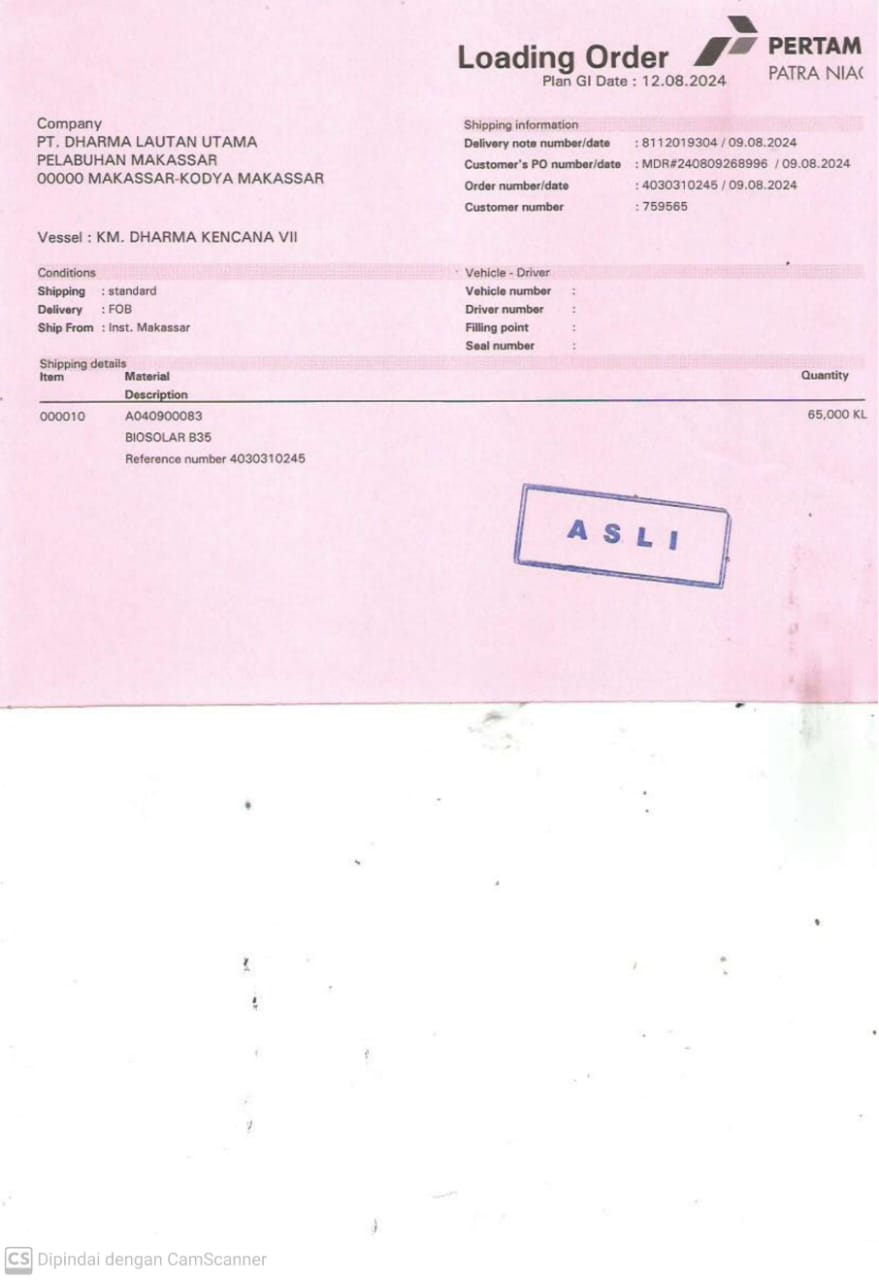 Loading Order
Plan GI Date : 12.08.2024
PERTAM
PATRA NIAG
Company
PT. DHARMA LAUTAN UTAMA
PELABUHAN MAKASSAR
00000 MAKASSAR-KODYA MAKASSAR
Vessel : KM. DHARMA KENCANA VII
Shipping information
Delivery note number/date : 8112019304 / 09.08.2024
Customer's PO number/date : MDR#240809268996 / 09.08.2024
Order number/date : 4030310245 / 09.08.2024
Customer number : 759565
Conditions
Shipping : standard
Delivery : FOB
Ship From : Inst. Makassar
Vehicle - Driver
Vehicle number :
Driver number :
Filling point :
Seal number :
Shipping details
Item Material Quantity
Description
000010 A040900083 65,000 KL
BIOSOLAR B35
Reference number 4030310245
ASLI
CS Dipindai dengan CamScanner